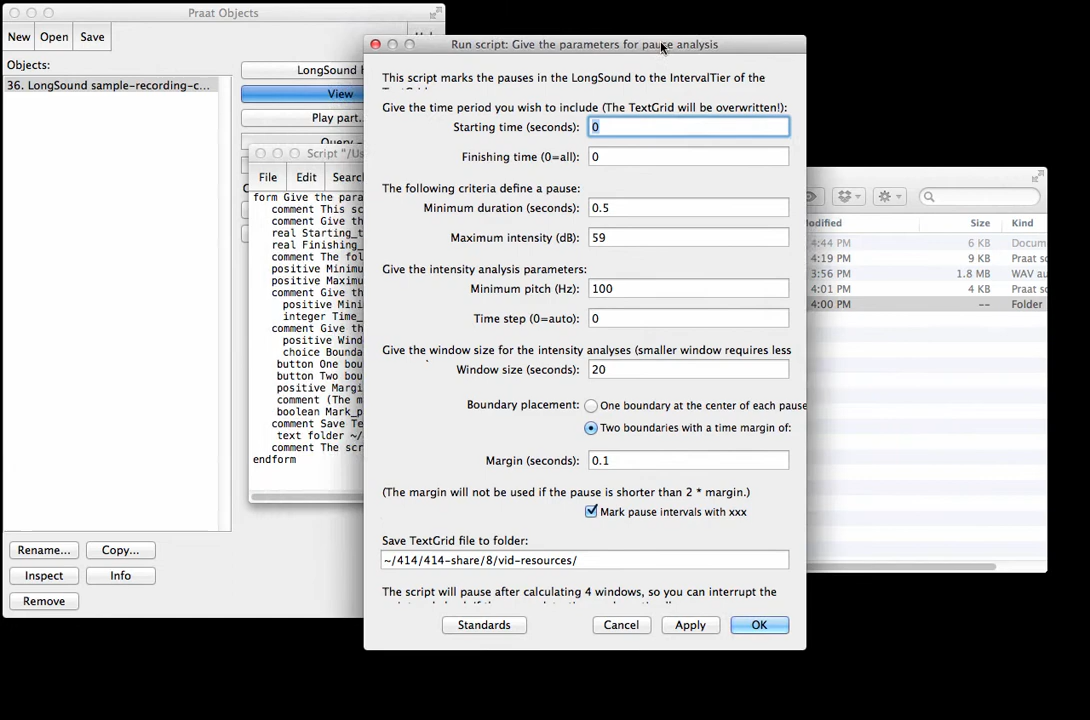 Praat Objects
New
Open
Save
Objects:
36. LongSound sample-recording-c...
LongSound
View
Play part..
Query
Rename...
Copy...
Inspect
Info
Remove
Script "/Us
File
Edit
Search
form Give the para
comment This sc
comment Give th
real Starting_t
real Finishing_
comment The fol
positive Minimu
positive Maximu
comment Give th
positive Mini
integer Time_
comment Give th
positive Wind
choice Bounda
button One bou
button Two bou
positive Margi
comment (The m
boolean Mark_p
comment Save Te
text folder ~/
comment The scr
endform
Run script: Give the parameters for pause analysis
This script marks the pauses in the LongSound to the IntervalTier of the
Give the time period you wish to include (The TextGrid will be overwritten!):
Starting time (seconds): 0
Finishing time (0=all): 0
The following criteria define a pause:
Minimum duration (seconds): 0.5
Maximum intensity (dB): 59
Give the intensity analysis parameters:
Minimum pitch (Hz): 100
Time step (0=auto): 0
Give the window size for the intensity analyses (smaller window requires less
Window size (seconds): 20
Boundary placement: One boundary at the center of each pause
Two boundaries with a time margin of:
Margin (seconds): 0.1
(The margin will not be used if the pause is shorter than 2 * margin.)
Mark pause intervals with xxx
Save TextGrid file to folder:
~/414/414-share/8/vid-resources/
The script will pause after calculating 4 windows, so you can interrupt the
Standards
Cancel
Apply
OK
odified
Size
Kind
4:44 PM 6 KB Docum
4:19 PM 9 KB Praat sc
3:56 PM 1.8 MB WAV au
4:01 PM 4 KB Praat sc
4:00 PM -- Folder